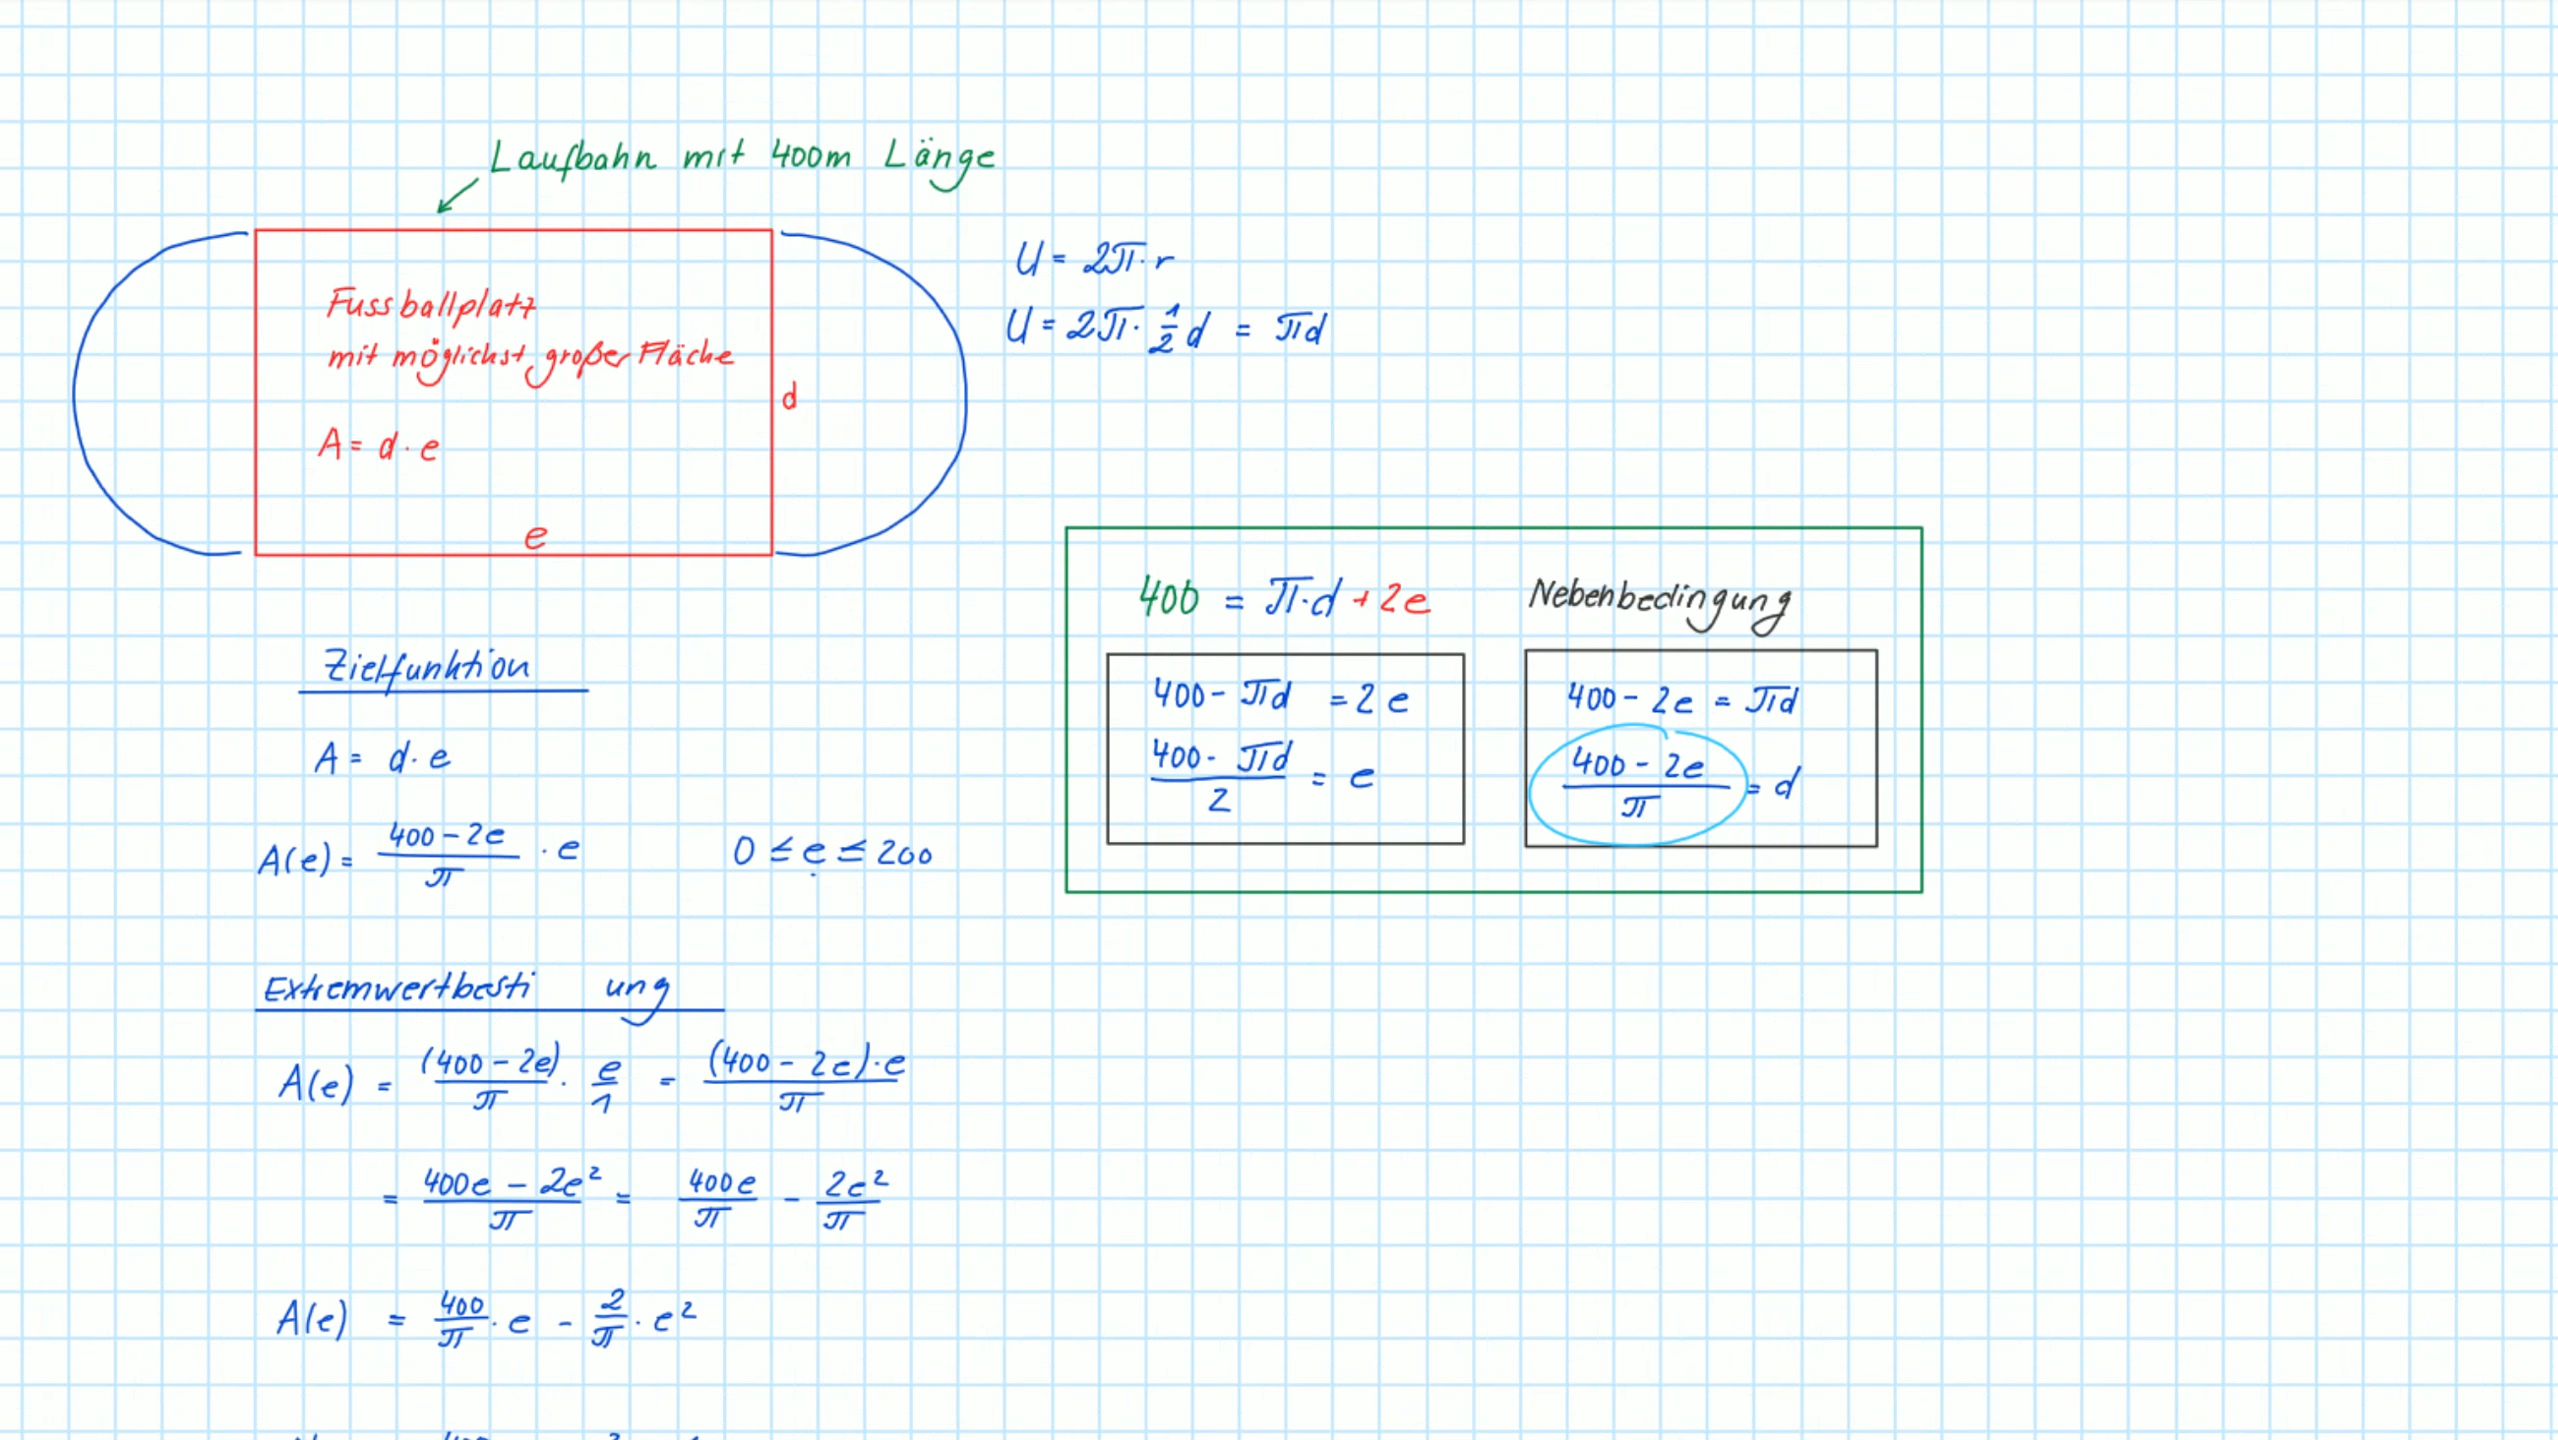 Laufbahn mit 400m Länge
Fussballplatz
mit möglichst großer Fläche
A = d · e
d
e
U = 2π · r
U = 2π · 1/2 d = πd
400 = π · d + 2e Nebenbedingung
400 - πd = 2e
(400 - πd)/2 = e
400 - 2e = πd
(400 - 2e)/π = d
Zielfunktion
A = d · e
A(e) = (400 - 2e)/π · e 0 ≤ e ≤ 200
Extremwertbesti ung
A(e) = (400 - 2e)/π · e/1 = ((400 - 2e) · e)/π
= (400e - 2e²)/π = 400e/π - 2e²/π
A(e) = 400/π · e - 2/π · e²